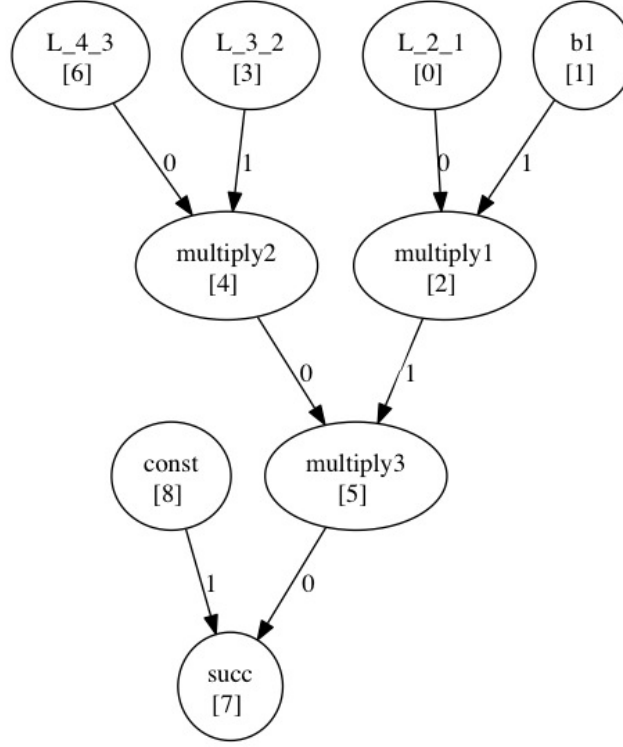 L_4_3
[6]
L_3_2
[3]
L_2_1
[0]
b1
[1]
0
1
0
1
multiply2
[4]
multiply1
[2]
0
1
const
[8]
multiply3
[5]
1
0
succ
[7]